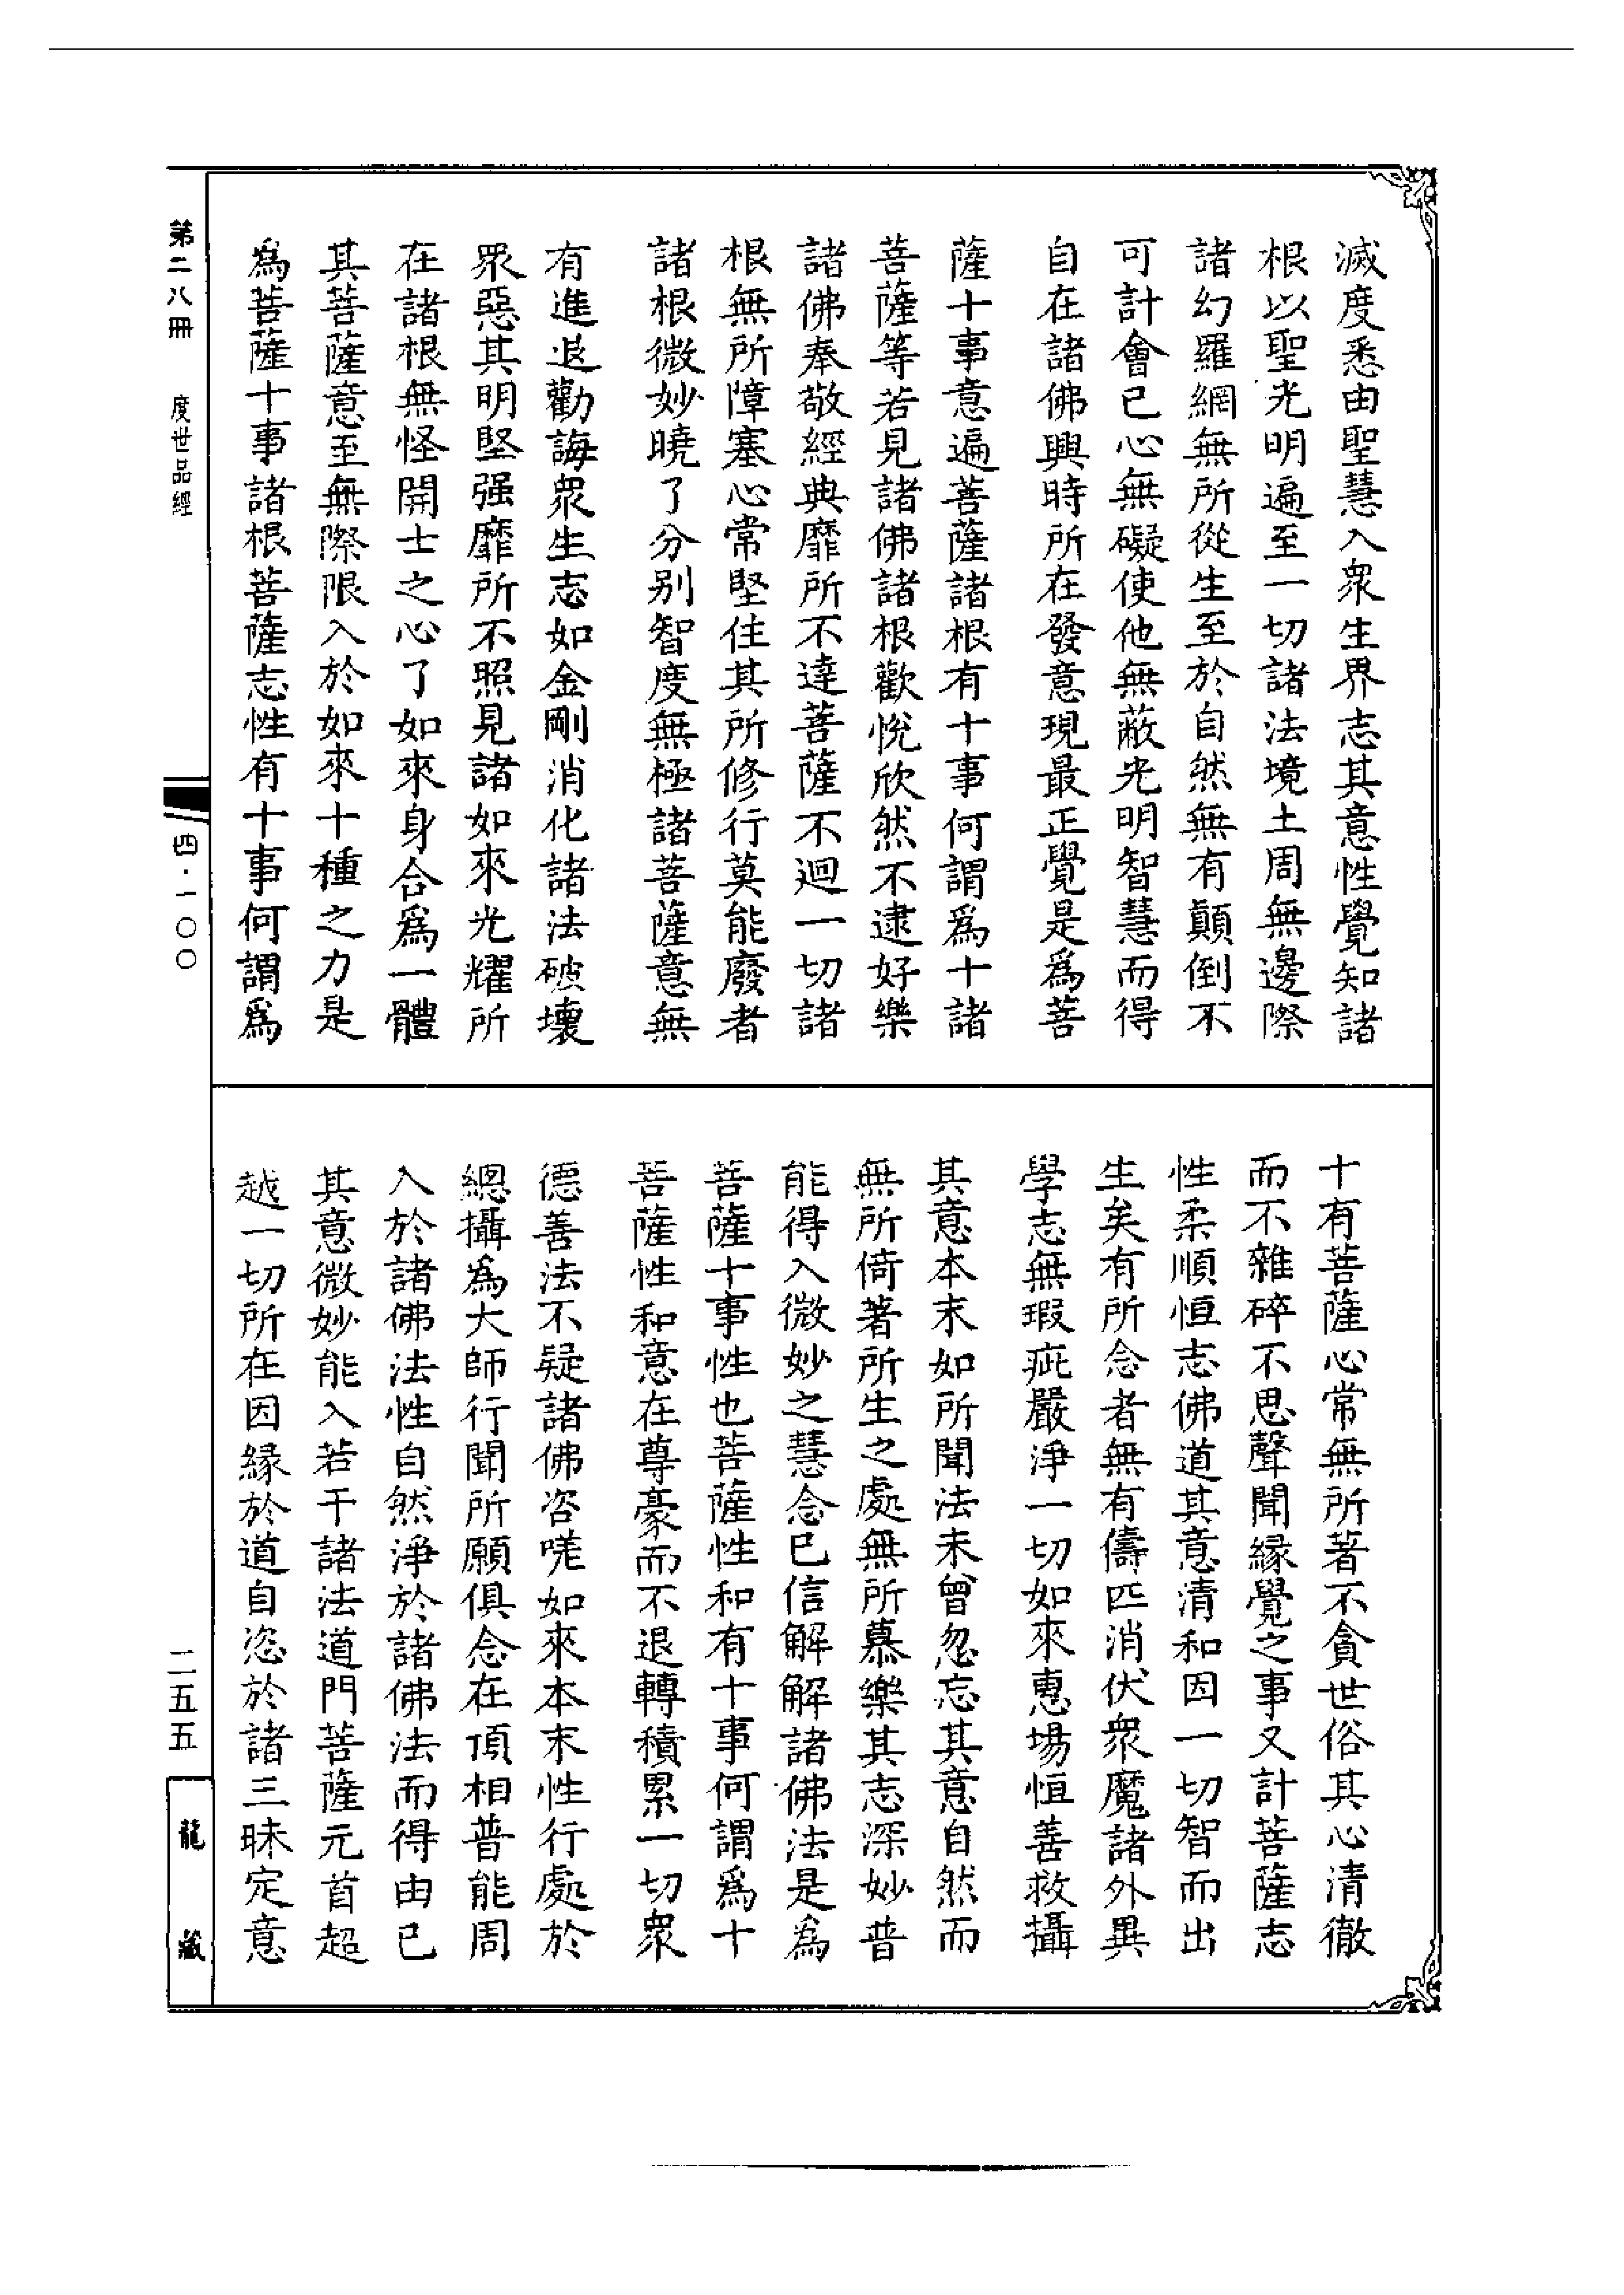 滅度悉由聖慧入衆生界志其意性覺知諸
根以聖光明遍至一切諸法境土周無邊際
諸幻羅網無所從生至於自然無有顛倒不
可計會已心無礙使他無蔽光明智慧而得
自在諸佛興時所在發意現最正覺是爲菩
薩十事意遍菩薩諸根有十事何謂爲十諸
菩薩等若見諸佛諸根歡悅欣然不逮好樂
諸佛奉敬經典靡所不達菩薩不迴一切諸
根無所障塞心常堅住其所修行莫能廢者
諸根微妙曉了分别智度無極諸菩薩意無
有進退勸誨衆生志如金剛消化諸法破壞
衆惡其明堅强靡所不照見諸如來光耀所
在諸根無怪開士之心了如來身合爲一體
其菩薩意至無際限入於如來十種之力是
爲菩薩十事諸根菩薩志性有十事何謂爲
十有菩薩心常無所著不貪世俗其心清徹
而不雜碎不思聲聞緣覺之事又計菩薩志
性柔順恒志佛道其意清和因一切智而出
生矣有所念者無有儔匹消伏衆魔諸外異
學志無瑕疵嚴淨一切如來惠場恒善救攝
其意本末如所聞法未曾忽忘其意自然而
無所倚著所生之處無所慕樂其志深妙普
能得入微妙之慧念已信解解諸佛法是爲
菩薩十事性也菩薩性和有十事何謂爲十
菩薩性和意在尊豪而不退轉積累一切衆
德善法不疑諸佛咨嗟如來本末性行處於
總攝爲大師行聞所願俱念在頂相普能周
入於諸佛法性自然淨於諸佛法而得由已
其意微妙能入若干諸法道門菩薩元首超
越一切所在因緣於道自恣於諸三昧定意
第二八冊 度世品經
四·一〇〇
二五五
龍藏